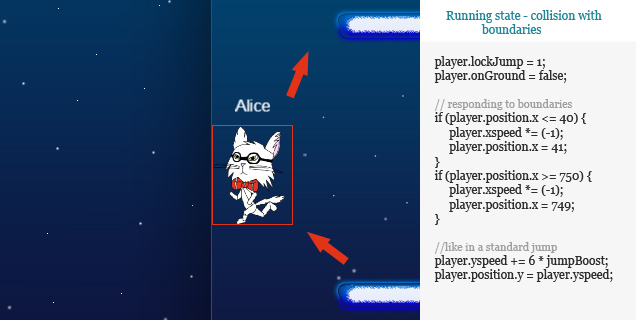 Alice
Running state - collision with
boundaries
player.lockJump = 1;
player.onGround = false;
// responding to boundaries
if (player.position.x <= 40) {
player.xspeed *= (-1);
player.position.x = 41;
}
if (player.position.x >= 750) {
player.xspeed *= (-1);
player.position.x = 749;
}
//like in a standard jump
player.yspeed += 6 * jumpBoost;
player.position.y = player.yspeed;